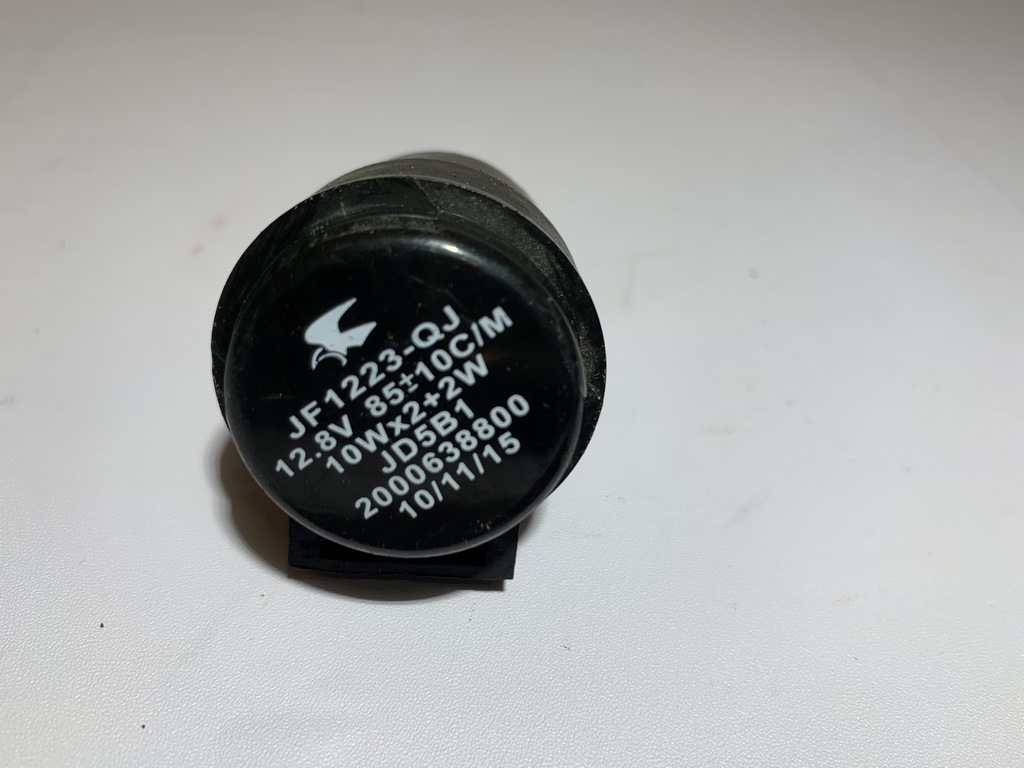 JF1223-QJ
12.8V 85±10C/M
10Wx2+2W
JD5B1
2000638800
10/11/15